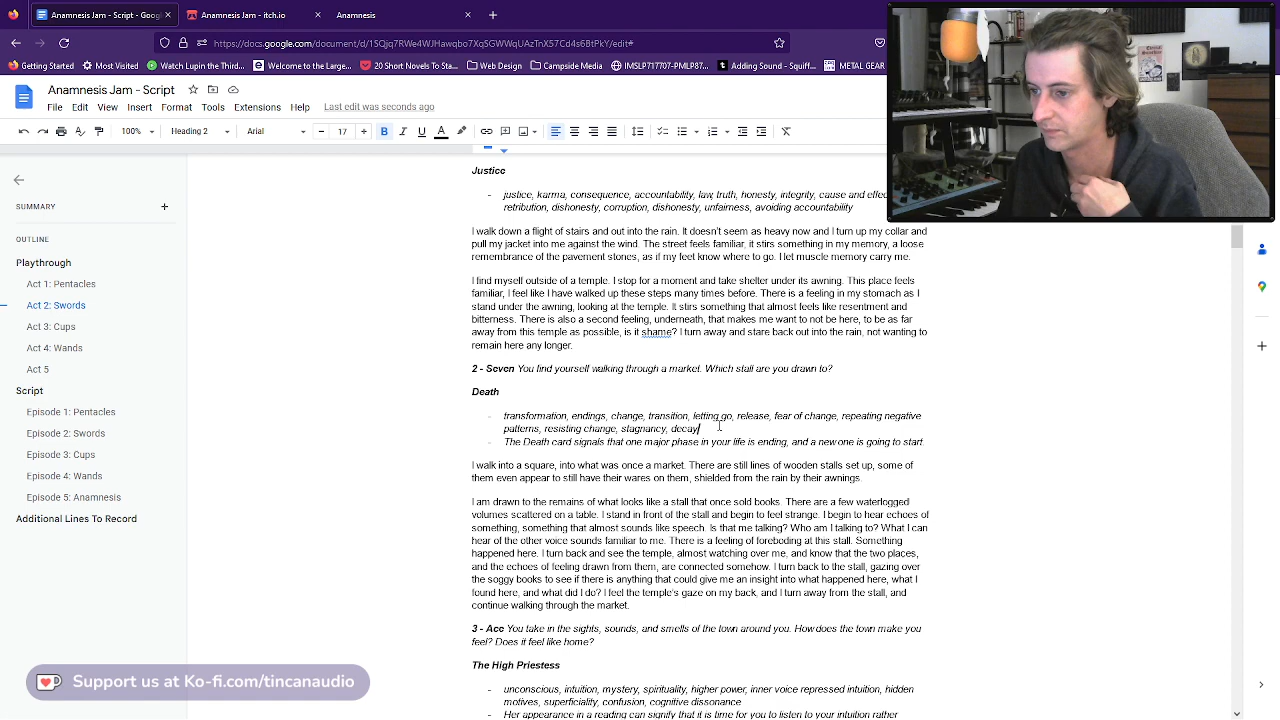 Anamnesis Jam - Script - Goog
Anamnesis Jam - itch.io
Anamnesis
https://docs.google.com/document/d/1SQjq7RWe4WJHawqbo7XqSGWWqUAzTnXS7Cd4s6BtPkY/edit#
Getting Started
Most Visited
Watch Lupin the Third...
Welcome to the Large...
20 Short Novels To S...
Web Design
Campside Media
IMSLP717707-PMLP87...
Adding Sound - Squiff...
METAL GEAR
Anamnesis Jam - Script
File Edit View Insert Format Tools Extensions Help Last edit was seconds ago
100% Heading 2 Arial 17
SUMMARY
OUTLINE
Playthrough
Act 1: Pentacles
Act 2: Swords
Act 3: Cups
Act 4: Wands
Act 5
Script
Episode 1: Pentacles
Episode 2: Swords
Episode 3: Cups
Episode 4: Wands
Episode 5: Anamnesis
Additional Lines To Record
Justice
- justice, karma, consequence, accountability, law, truth, honesty, integrity, cause and effec
retribution, dishonesty, corruption, dishonesty, unfairness, avoiding accountability
I walk down a flight of stairs and out into the rain. It doesn't seem as heavy now and I turn up my collar and
pull my jacket into me against the wind. The street feels familiar, it stirs something in my memory, a loose
remembrance of the pavement stones, as if my feet know where to go. I let muscle memory carry me.
I find myself outside of a temple. I stop for a moment and take shelter under its awning. This place feels
familiar, I feel like I have walked up these steps many times before. There is a feeling in my stomach as I
stand under the awning, looking at the temple. It stirs something that almost feels like resentment and
bitterness. There is also a second feeling, underneath, that makes me want to not be here, to be as far
away from this temple as possible, is it shame? I turn away and stare back out into the rain, not wanting to
remain here any longer.
2 - Seven You find yourself walking through a market. Which stall are you drawn to?
Death
- transformation, endings, change, transition, letting go, release, fear of change, repeating negative
patterns, resisting change, stagnancy, decay
- The Death card signals that one major phase in your life is ending, and a new one is going to start.
I walk into a square, into what was once a market. There are still lines of wooden stalls set up, some of
them even appear to still have their wares on them, shielded from the rain by their awnings.
I am drawn to the remains of what looks like a stall that once sold books. There are a few waterlogged
volumes scattered on a table. I stand in front of the stall and begin to feel strange. I begin to hear echoes of
something, something that almost sounds like speech. Is that me talking? Who am I talking to? What I can
hear of the other voice sounds familiar to me. There is a feeling of foreboding at this stall. Something
happened here. I turn back and see the temple, almost watching over me, and know that the two places,
and the echoes of feeling drawn from them, are connected somehow. I turn back to the stall, gazing over
the soggy books to see if there is anything that could give me an insight into what happened here, what I
found here, and what did I do? I feel the temple's gaze on my back, and I turn away from the stall, and
continue walking through the market.
3 - Ace You take in the sights, sounds, and smells of the town around you. How does the town make you
feel? Does it feel like home?
The High Priestess
- unconscious, intuition, mystery, spirituality, higher power, inner voice repressed intuition, hidden
motives, superficiality, confusion, cognitive dissonance
- Her appearance in a reading can signify that it is time for you to listen to your intuition rather
Support us at Ko-fi.com/tincanaudio